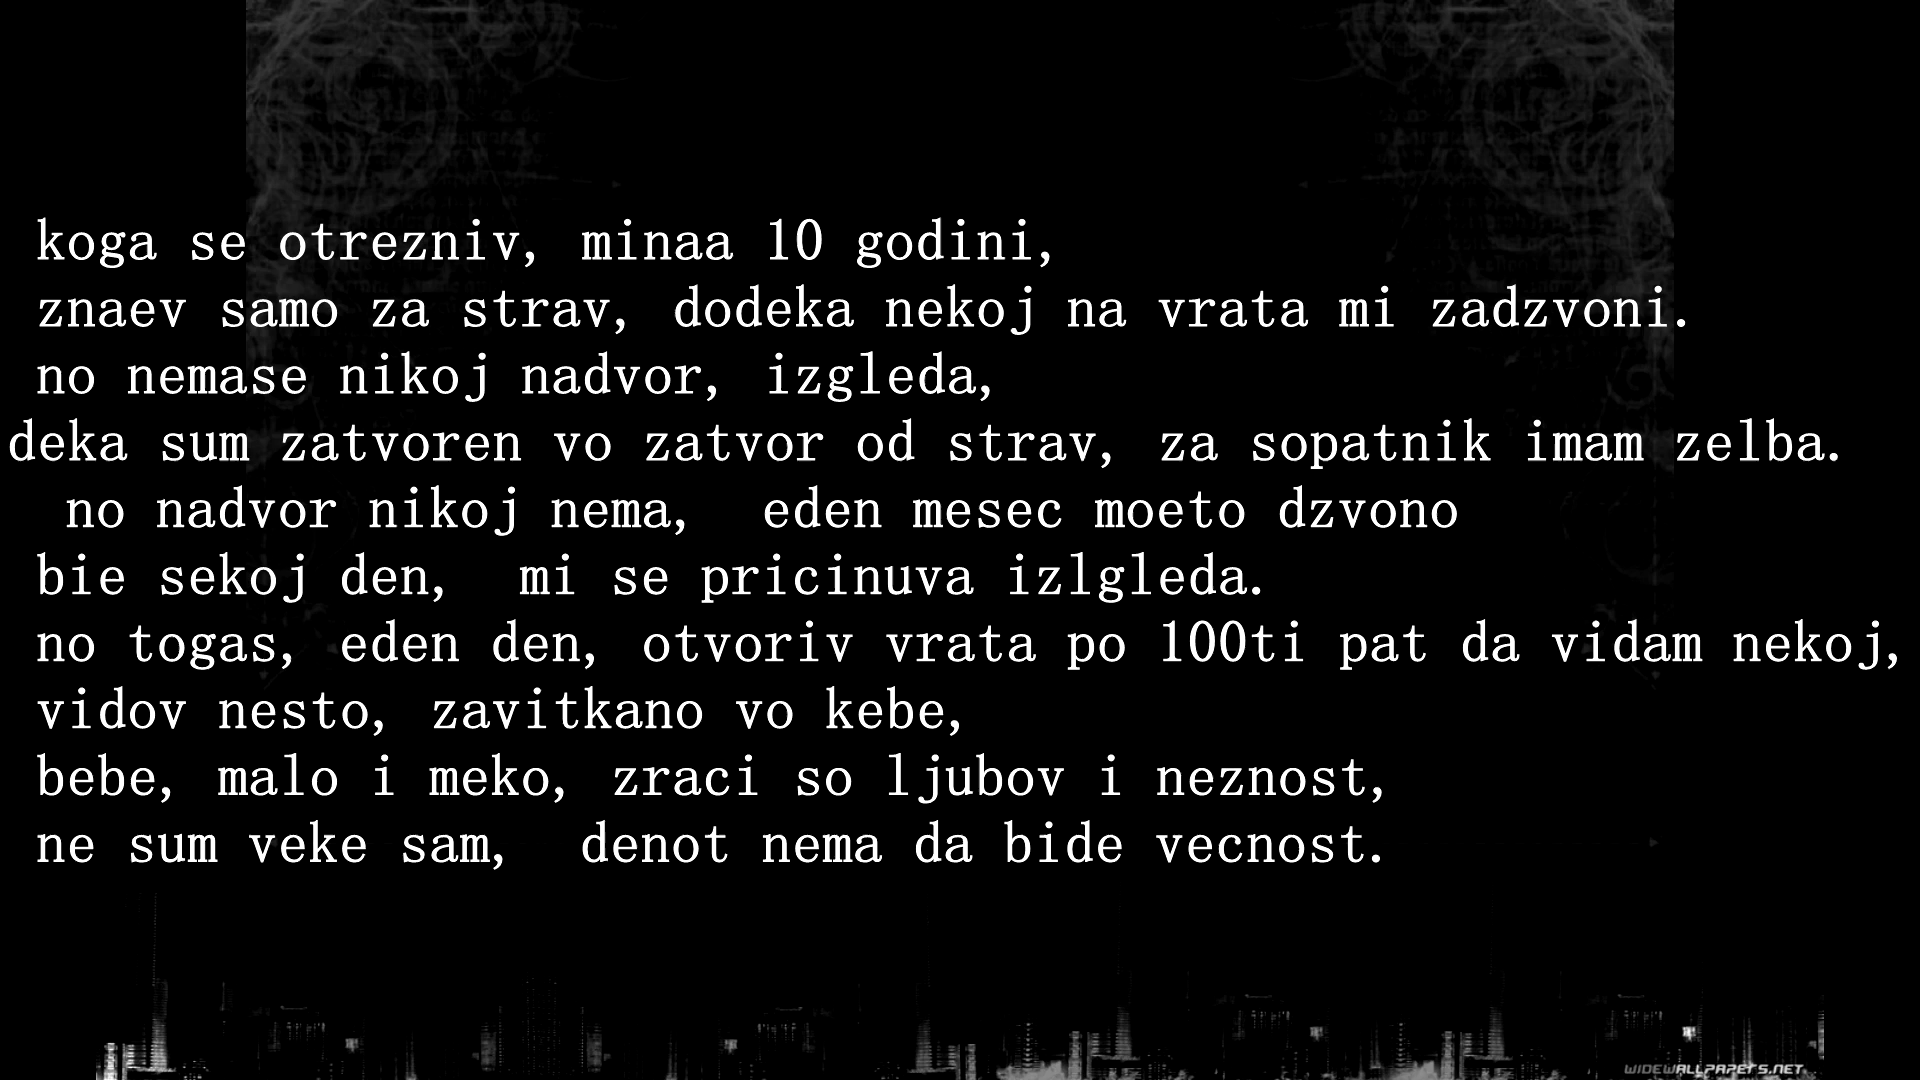 koga se otrezniv, minaa 10 godini,
znaev samo za strav, dodeka nekoj na vrata mi zadzvoni.
no nemase nikoj nadvor, izgleda,
deka sum zatvoren vo zatvor od strav, za sopatnik imam zelba.
no nadvor nikoj nema, eden mesec moeto dzvono
bie sekoj den, mi se pricinuva izlgleda.
no togas, eden den, otvoriv vrata po 100ti pat da vidam nekoj,
vidov nesto, zavitkano vo kebe,
bebe, malo i meko, zraci so ljubov i neznost,
ne sum veke sam, denot nema da bide vecnost.
WIDEWALLPAPERS.NET